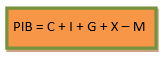 PIB = C + I + G + X – M